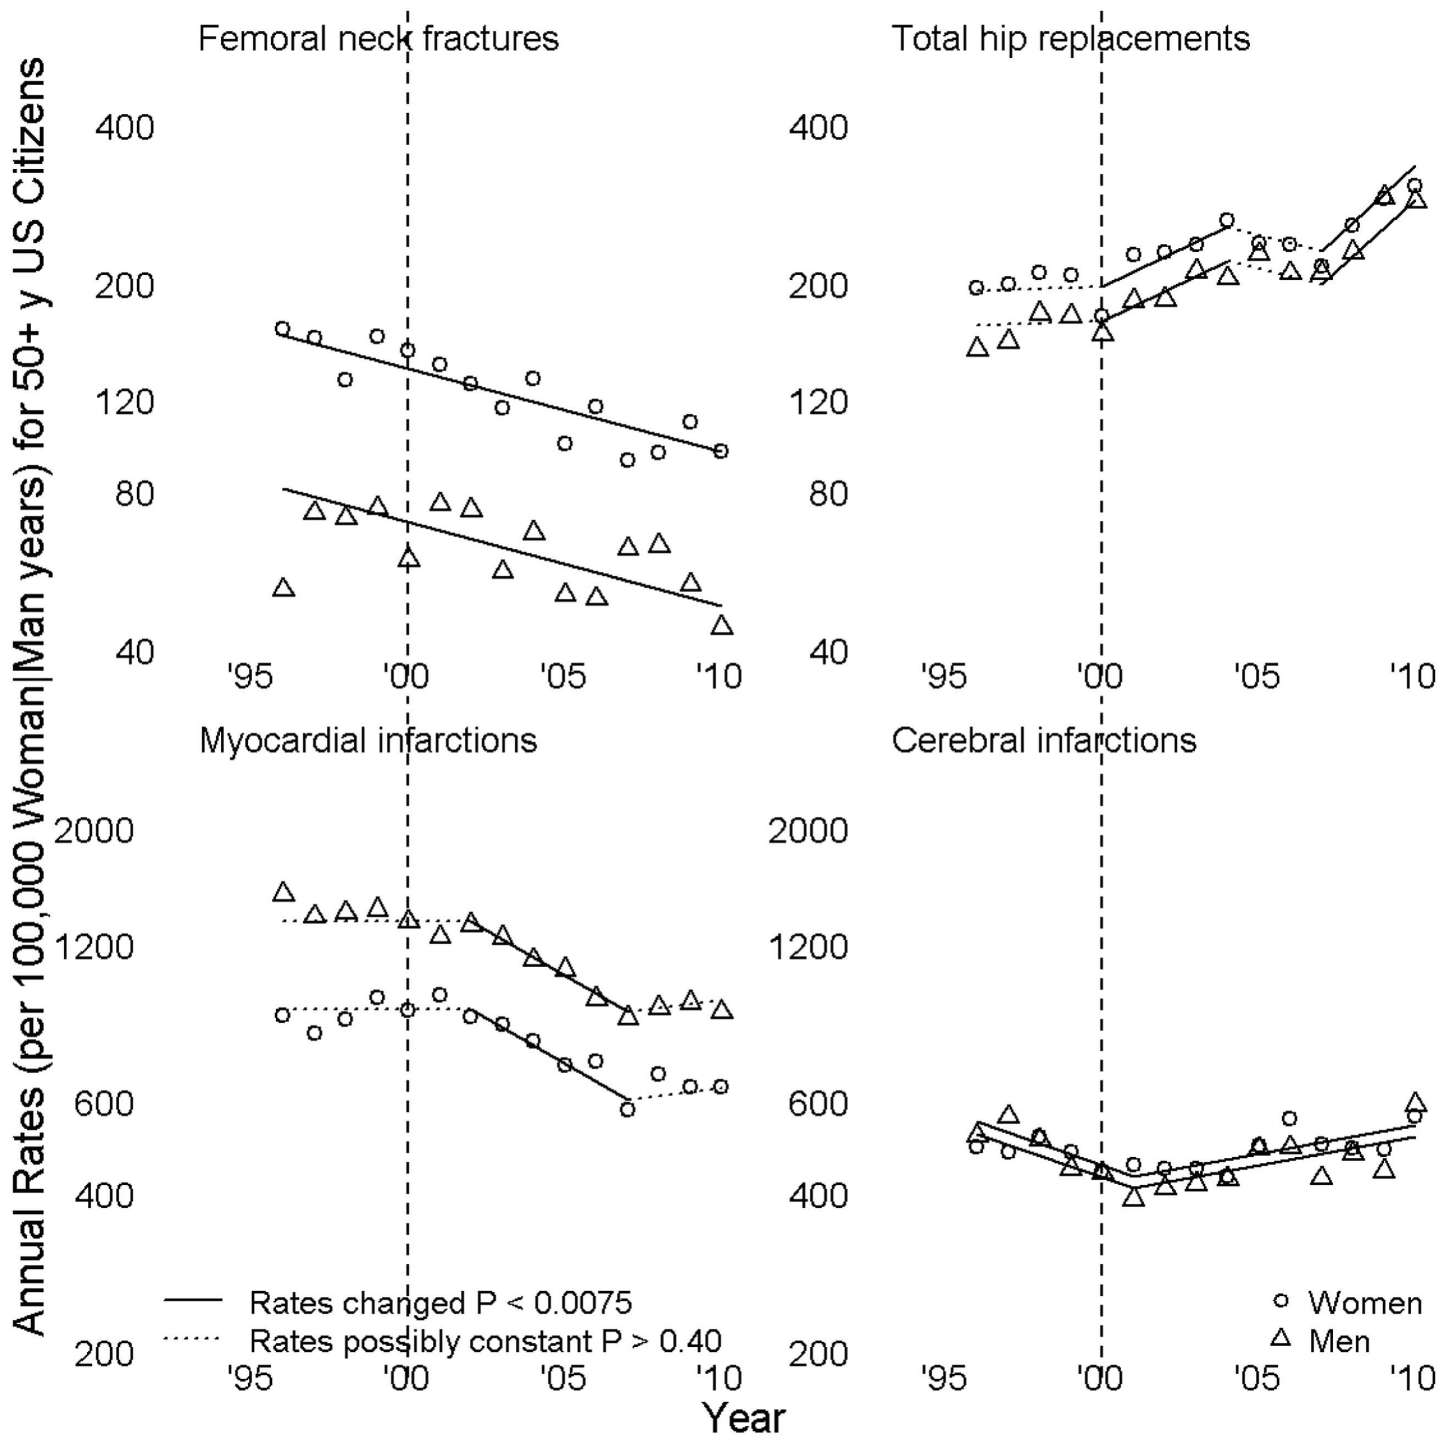 Annual Rates (per 100,000 Woman|Man years) for 50+ y US Citizens
Femoral neck fractures
400
200
120
80
40
'95 '00 '05 '10
Total hip replacements
400
200
120
80
40
'95 '00 '05 '10
Myocardial infarctions
2000
1200
600
400
200
Rates changed P < 0.0075
Rates possibly constant P > 0.40
'95 '00 '05 '10
Cerebral infarctions
2000
1200
600
400
200
Women
Men
'95 '00 '05 '10
Year